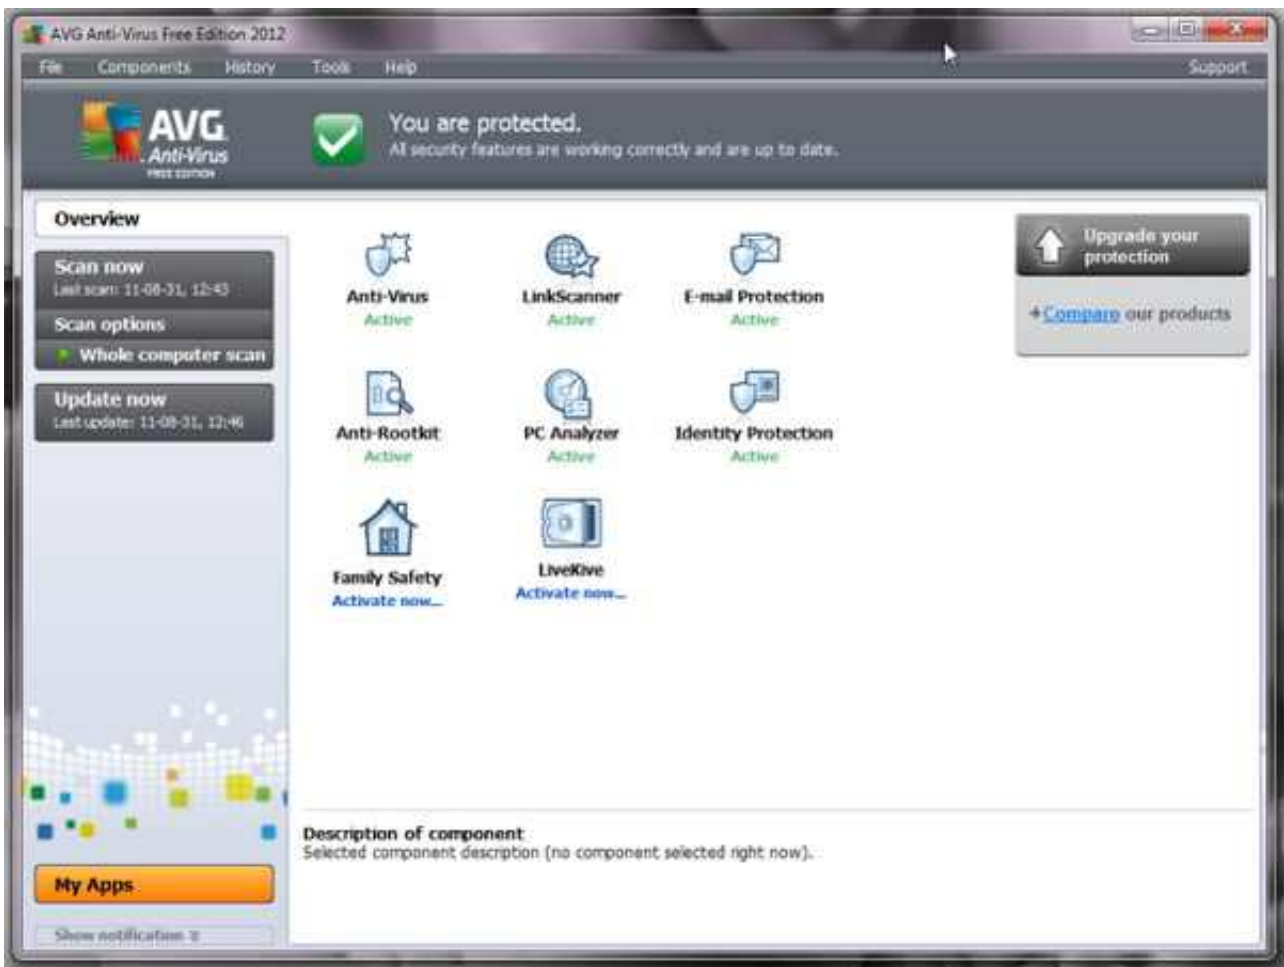 AVG Anti-Virus Free Edition 2012
File Components History Tools Help Support
AVG
Anti-Virus
FREE EDITION
You are protected.
All security features are working correctly and are up to date.
Overview
Scan now
Last scan: 11-08-31, 12:43
Scan options
Whole computer scan
Update now
Last update: 11-08-31, 12:46
Anti-Virus
Active
LinkScanner
Active
E-mail Protection
Active
Anti-Rootkit
Active
PC Analyzer
Active
Identity Protection
Active
Family Safety
Activate now...
LiveKive
Activate now...
Upgrade your
protection
Compare our products
Description of component
Selected component description (no component selected right now).
My Apps
Show notification